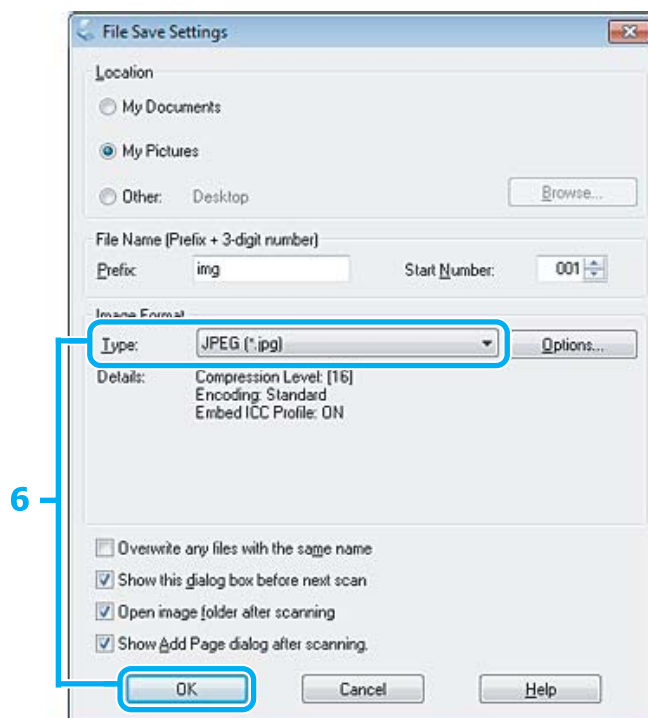 File Save Settings
Location
My Documents
My Pictures
Other: Desktop Browse...
File Name (Prefix + 3-digit number)
Prefix: img Start Number: 001
Image Format
Type: JPEG (*.jpg) Options...
Details: Compression Level: [16]
Encoding: Standard
Embed ICC Profile: ON
6
Overwrite any files with the same name
Show this dialog box before next scan
Open image folder after scanning
Show Add Page dialog after scanning.
OK Cancel Help